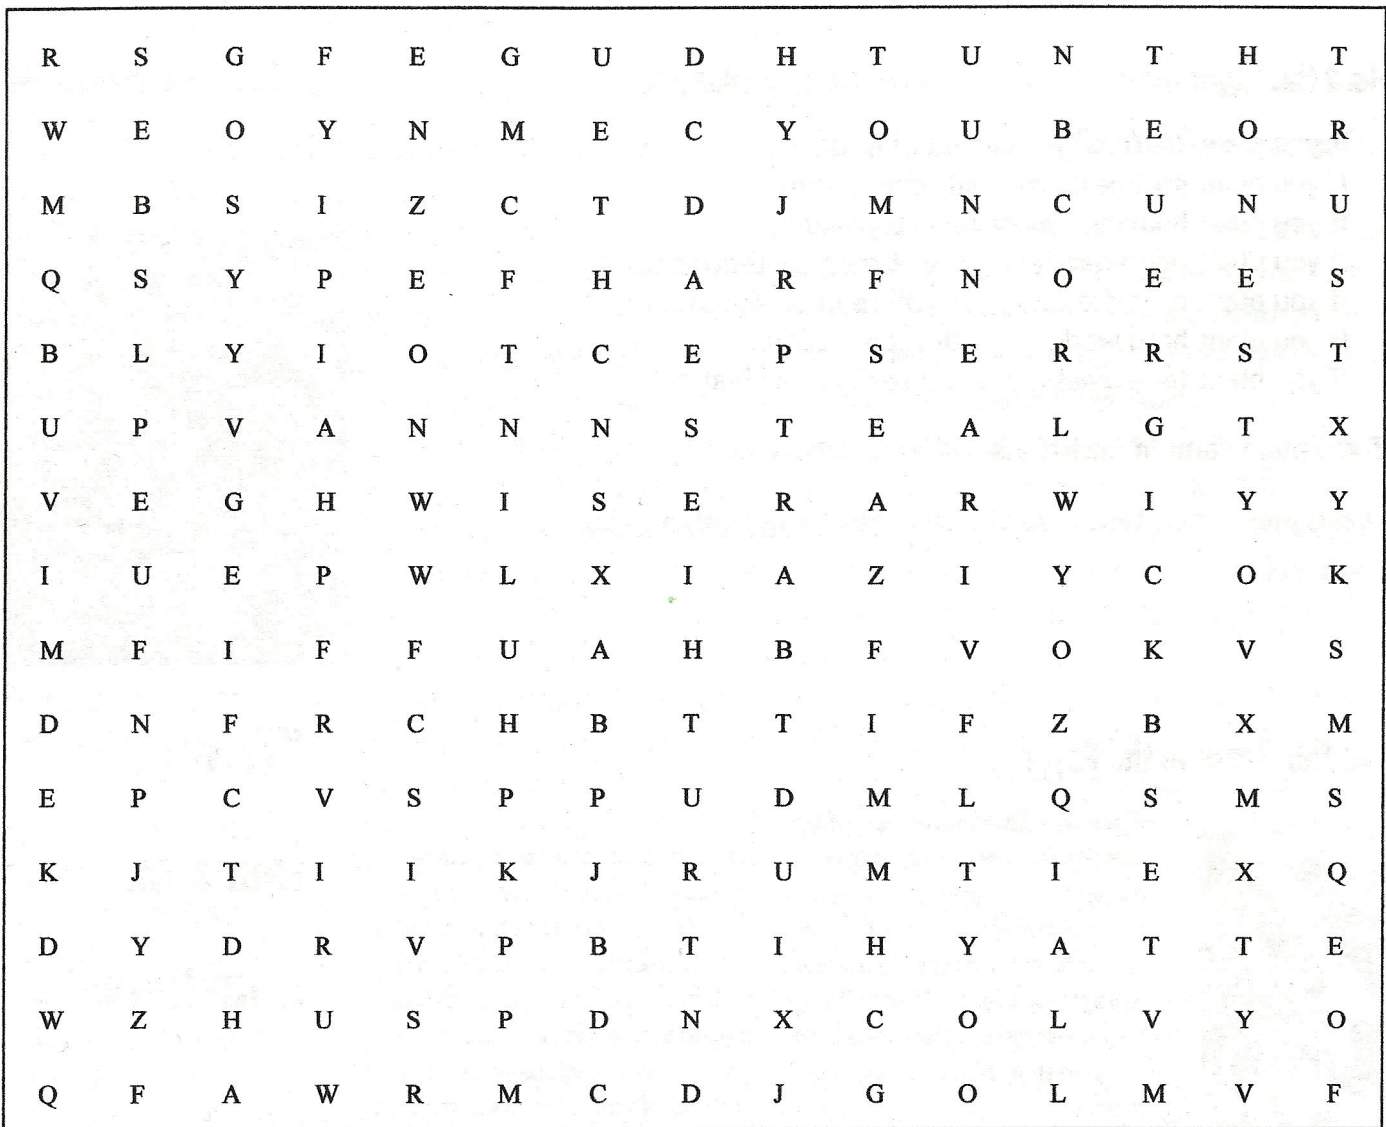 R S G F E G U D H T U N T H T
W E O Y N M E C Y O U B E O R
M B S I Z C T D J M N C U N U
Q S Y P E F H A R F N O E E S
B L Y I O T C E P S E R R S T
U P V A N N N S T E A L G T X
V E G H W I S E R A R W I Y Y
I U E P W L X I A Z I Y C O K
M F I F F U A H B F V O K V S
D N F R C H B T T I F Z B X M
E P C V S P P U D M L Q S M S
K J T I I K J R U M T I E X Q
D Y D R V P B T I H Y A T T E
W Z H U S P D N X C O L V Y O
Q F A W R M C D J G O L M V F